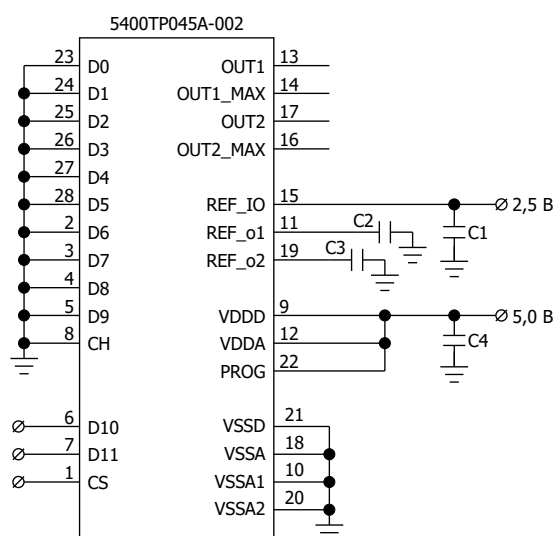 5400TP045A-002
23 D0 OUT1 13
24 D1 OUT1_MAX 14
25 D2 OUT2 17
26 D3 OUT2_MAX 16
27 D4
28 D5 REF_IO 15 2,5 В
2 D6 REF_o1 11 C2 C1
3 D7 REF_o2 19 C3
4 D8
5 D9 VDDD 9 5,0 В
8 CH VDDA 12 C4
PROG 22
6 D10 VSSD 21
7 D11 VSSA 18
1 CS VSSA1 10
VSSA2 20